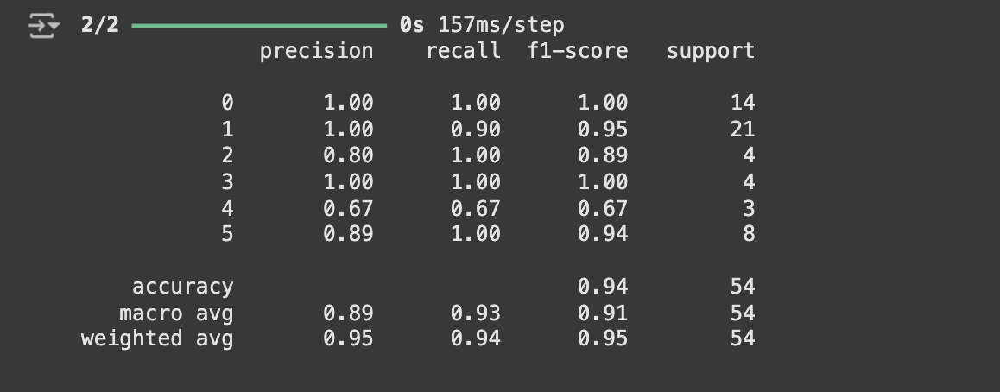 2/2 0s 157ms/step
precision recall f1-score support
0 1.00 1.00 1.00 14
1 1.00 0.90 0.95 21
2 0.80 1.00 0.89 4
3 1.00 1.00 1.00 4
4 0.67 0.67 0.67 3
5 0.89 1.00 0.94 8
accuracy 0.94 54
macro avg 0.89 0.93 0.91 54
weighted avg 0.95 0.94 0.95 54